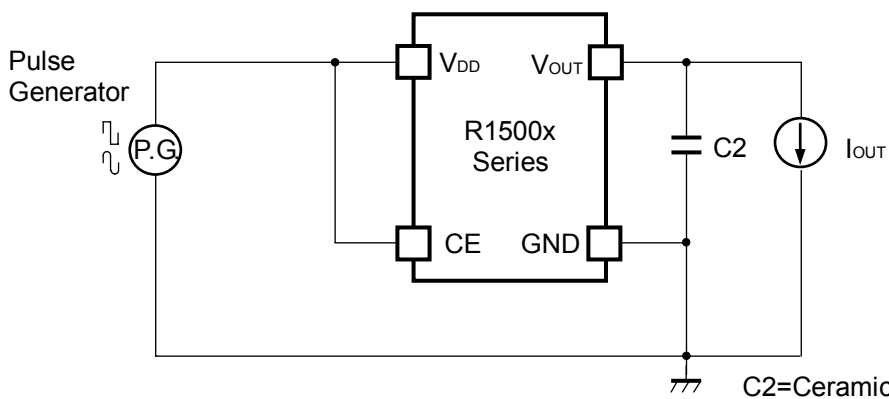 Pulse
Generator
P.G.
VDD
VOUT
R1500x
Series
CE
GND
C2
IOUT
C2=Ceramic